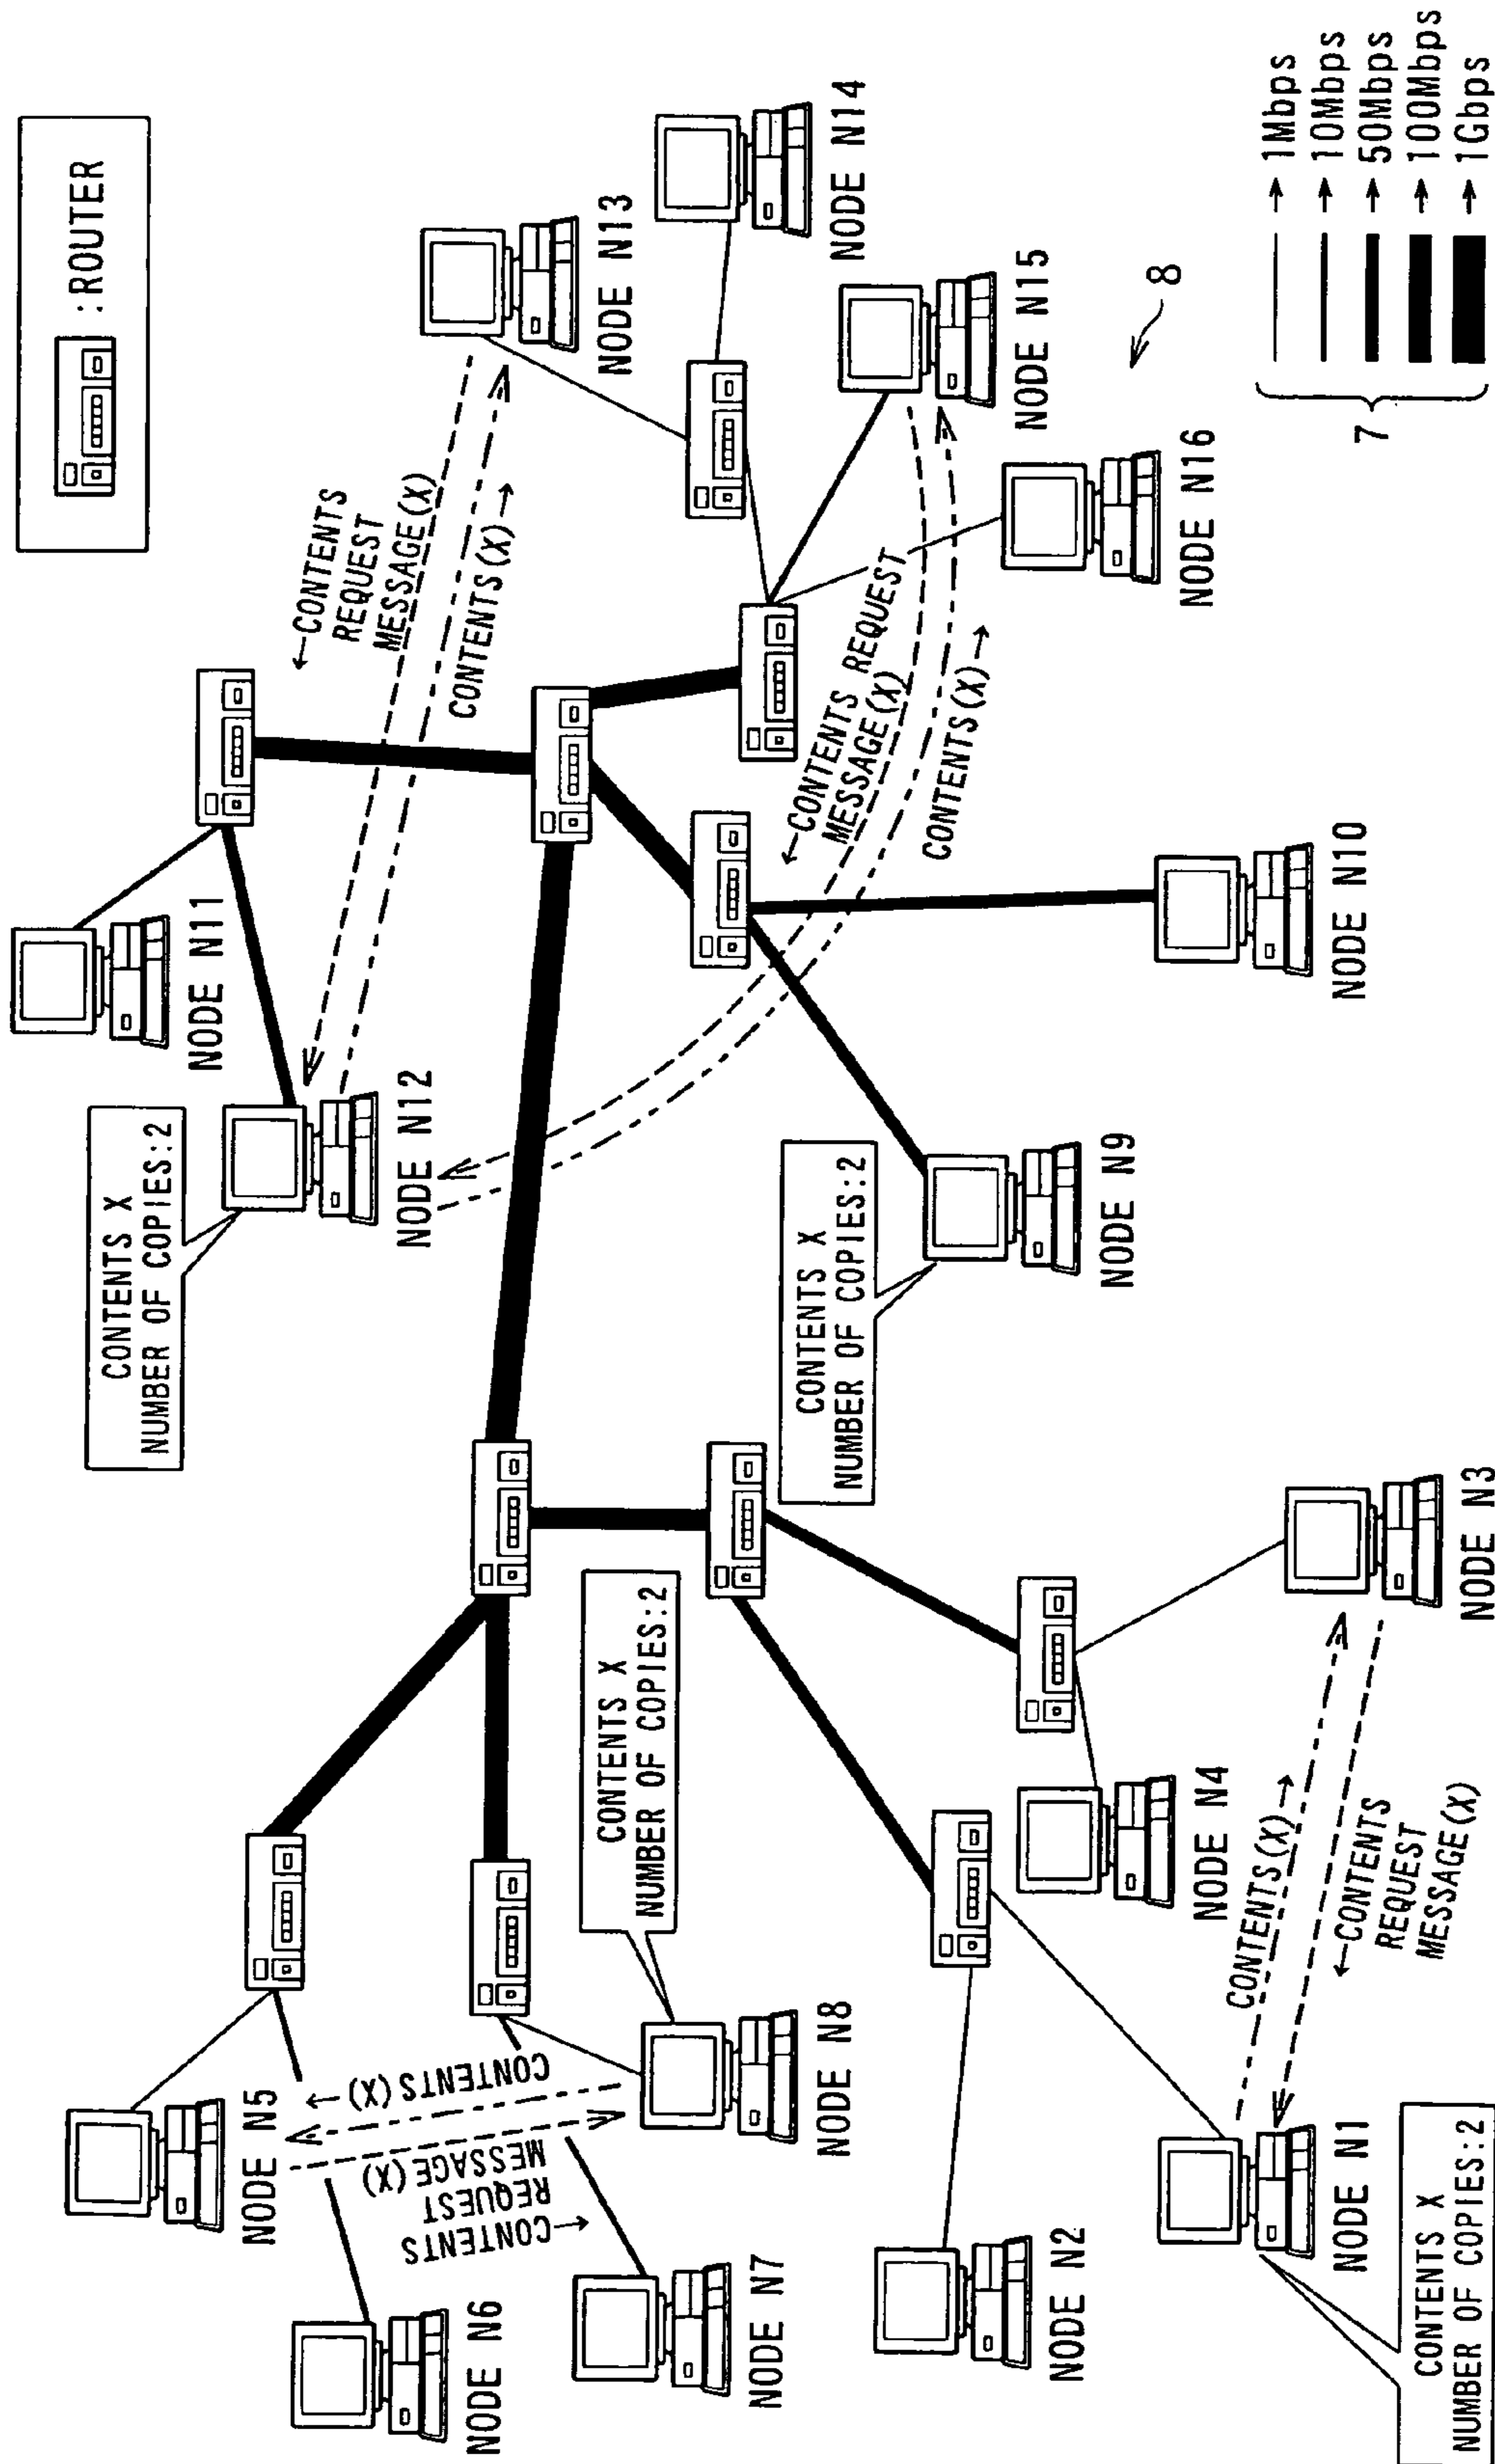 :ROUTER
CONTENTS X
NUMBER OF COPIES:2
NODE N11
NODE N12
←CONTENTS
REQUEST
MESSAGE(X)
CONTENTS(X)→
NODE N13
NODE N14
NODE N15
NODE N16
←CONTENTS REQUEST
MESSAGE(X)
CONTENTS(X)→
NODE N10
CONTENTS X
NUMBER OF COPIES:2
NODE N9
NODE N5
NODE N6
CONTENTS(X)→
CONTENTS
REQUEST
MESSAGE(X)
NODE N7
CONTENTS X
NUMBER OF COPIES:2
NODE N8
NODE N2
NODE N4
NODE N3
CONTENTS(X)→
←CONTENTS
REQUEST
MESSAGE(X)
NODE N1
CONTENTS X
NUMBER OF COPIES:2
8
7
→1Mbps
→10Mbps
→50Mbps
→100Mbps
→1Gbps